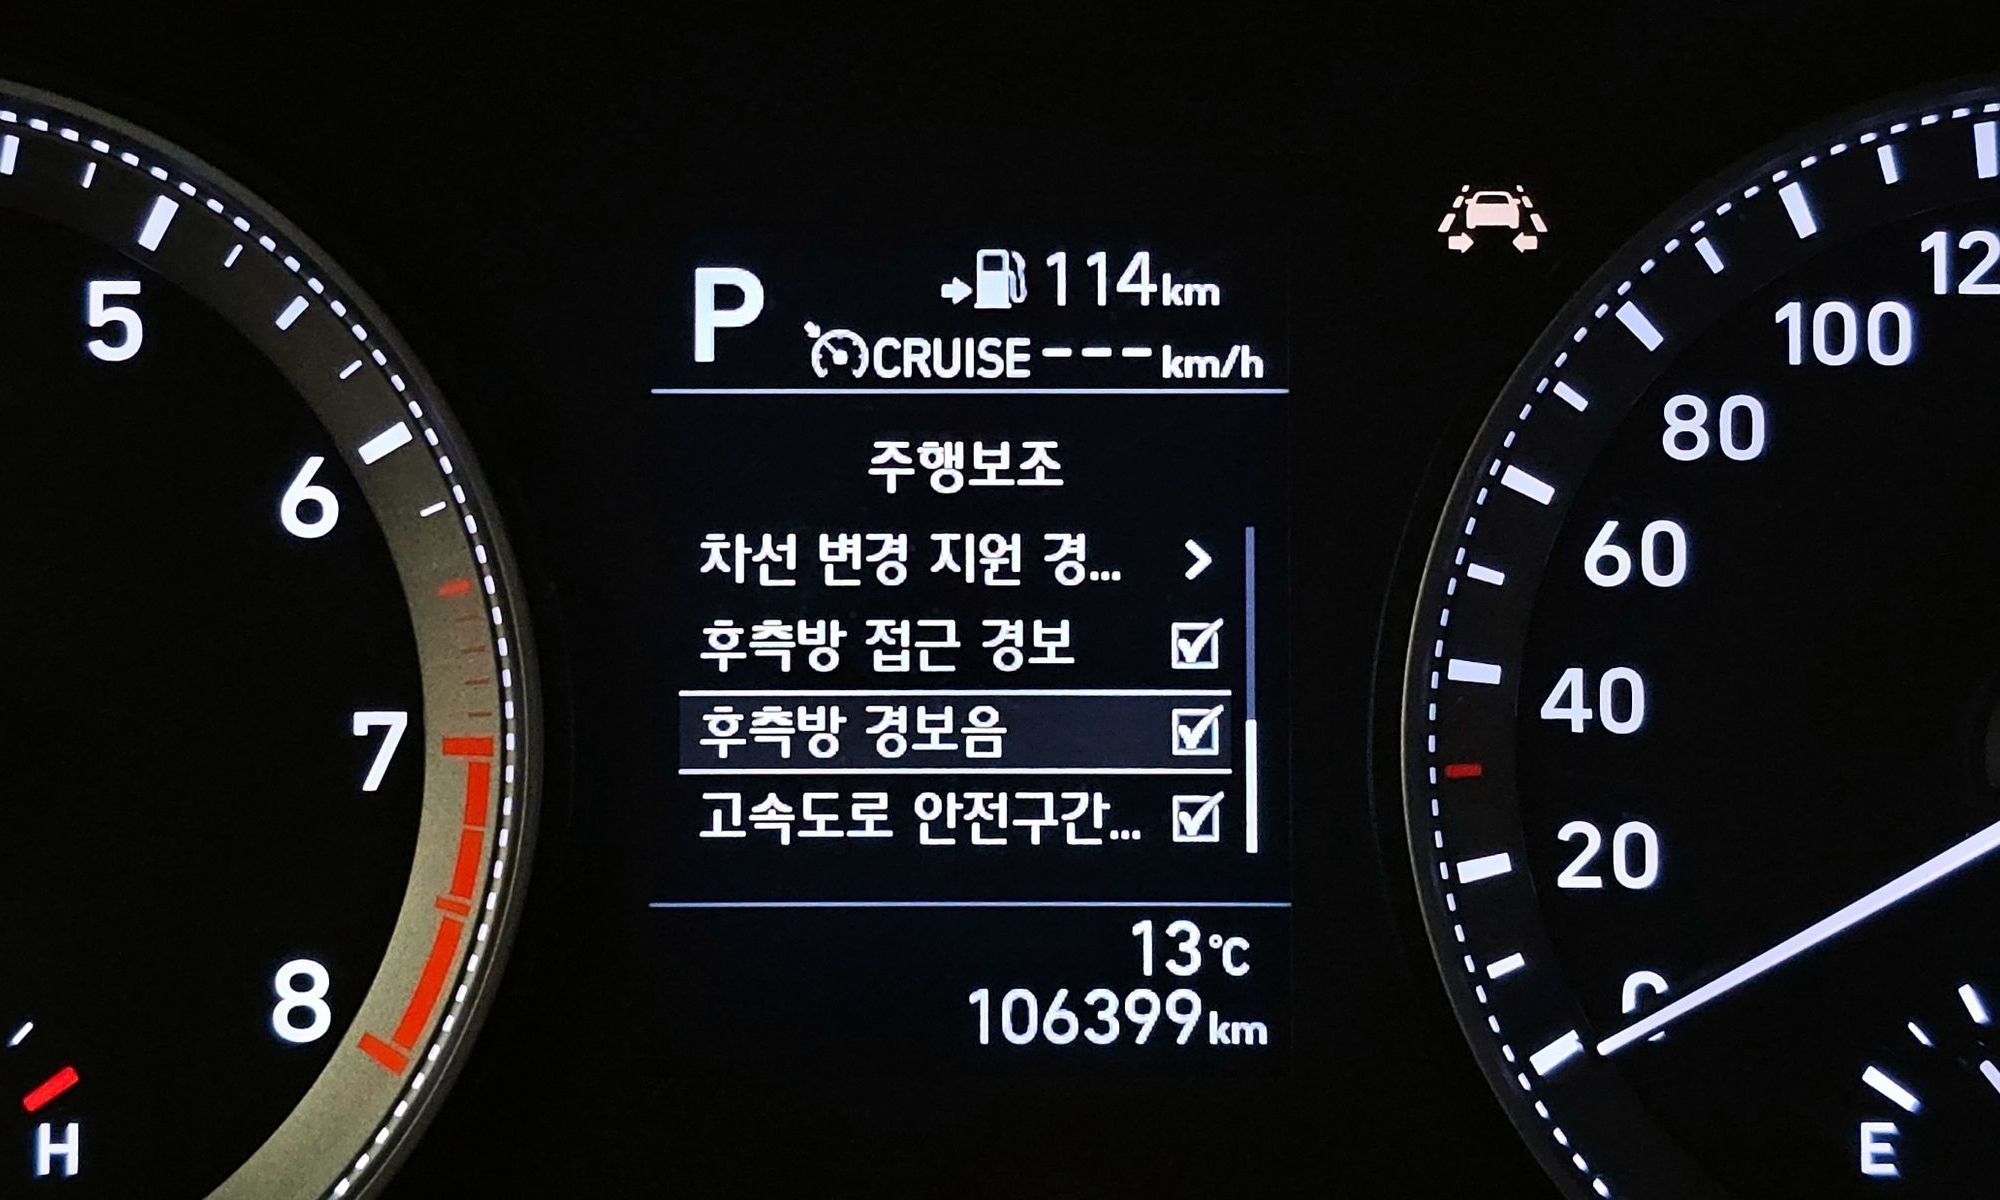 5
6
7
8
H
P
114km
CRUISE ---km/h
주행보조
차선 변경 지원 경...
후측방 접근 경보
후측방 경보음
고속도로 안전구간...
13℃
106399km
12
100
80
60
40
20
0
E